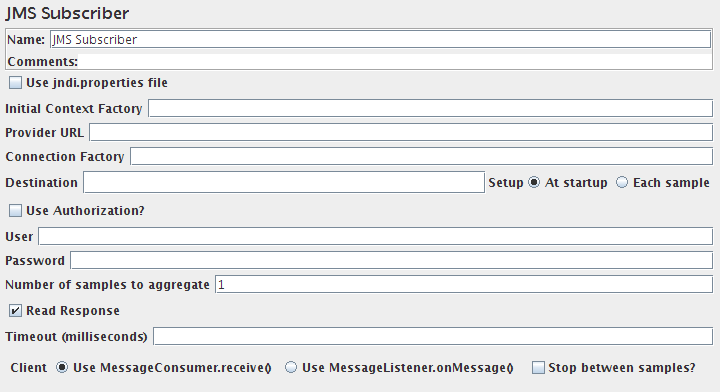 JMS Subscriber
Name: JMS Subscriber
Comments:
Use jndi.properties file
Initial Context Factory
Provider URL
Connection Factory
Destination Setup At startup Each sample
Use Authorization?
User
Password
Number of samples to aggregate 1
Read Response
Timeout (milliseconds)
Client Use MessageConsumer.receive() Use MessageListener.onMessage() Stop between samples?